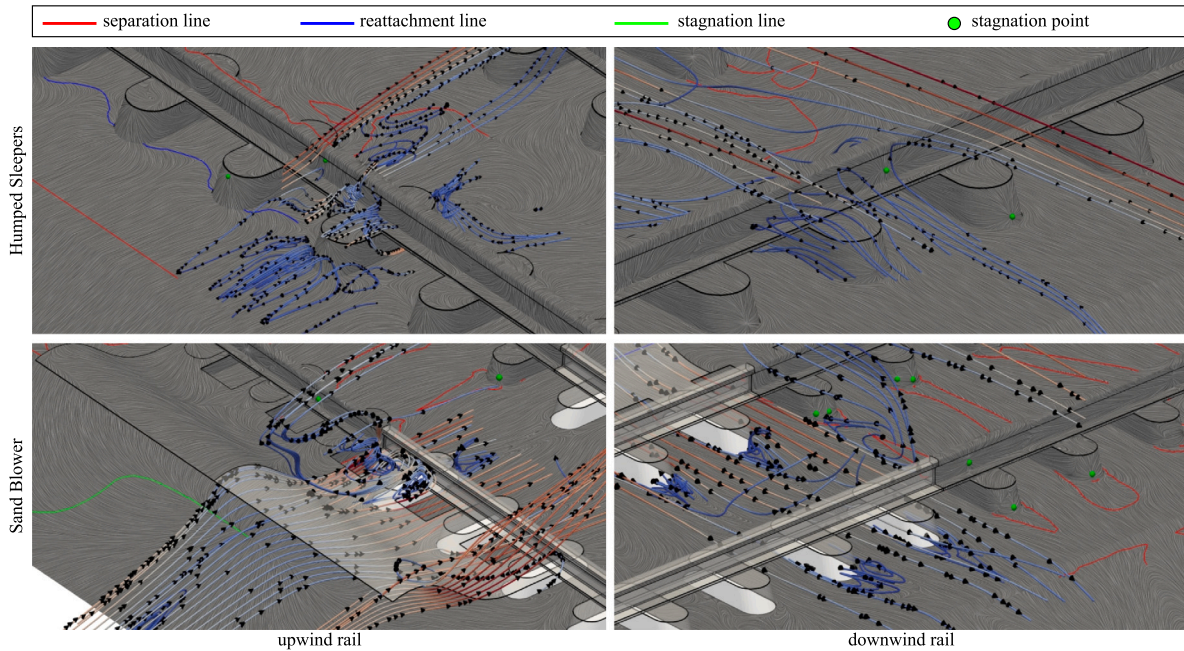 separation line reattachment line stagnation line stagnation point
Humped Sleepers
Sand Blower
upwind rail downwind rail